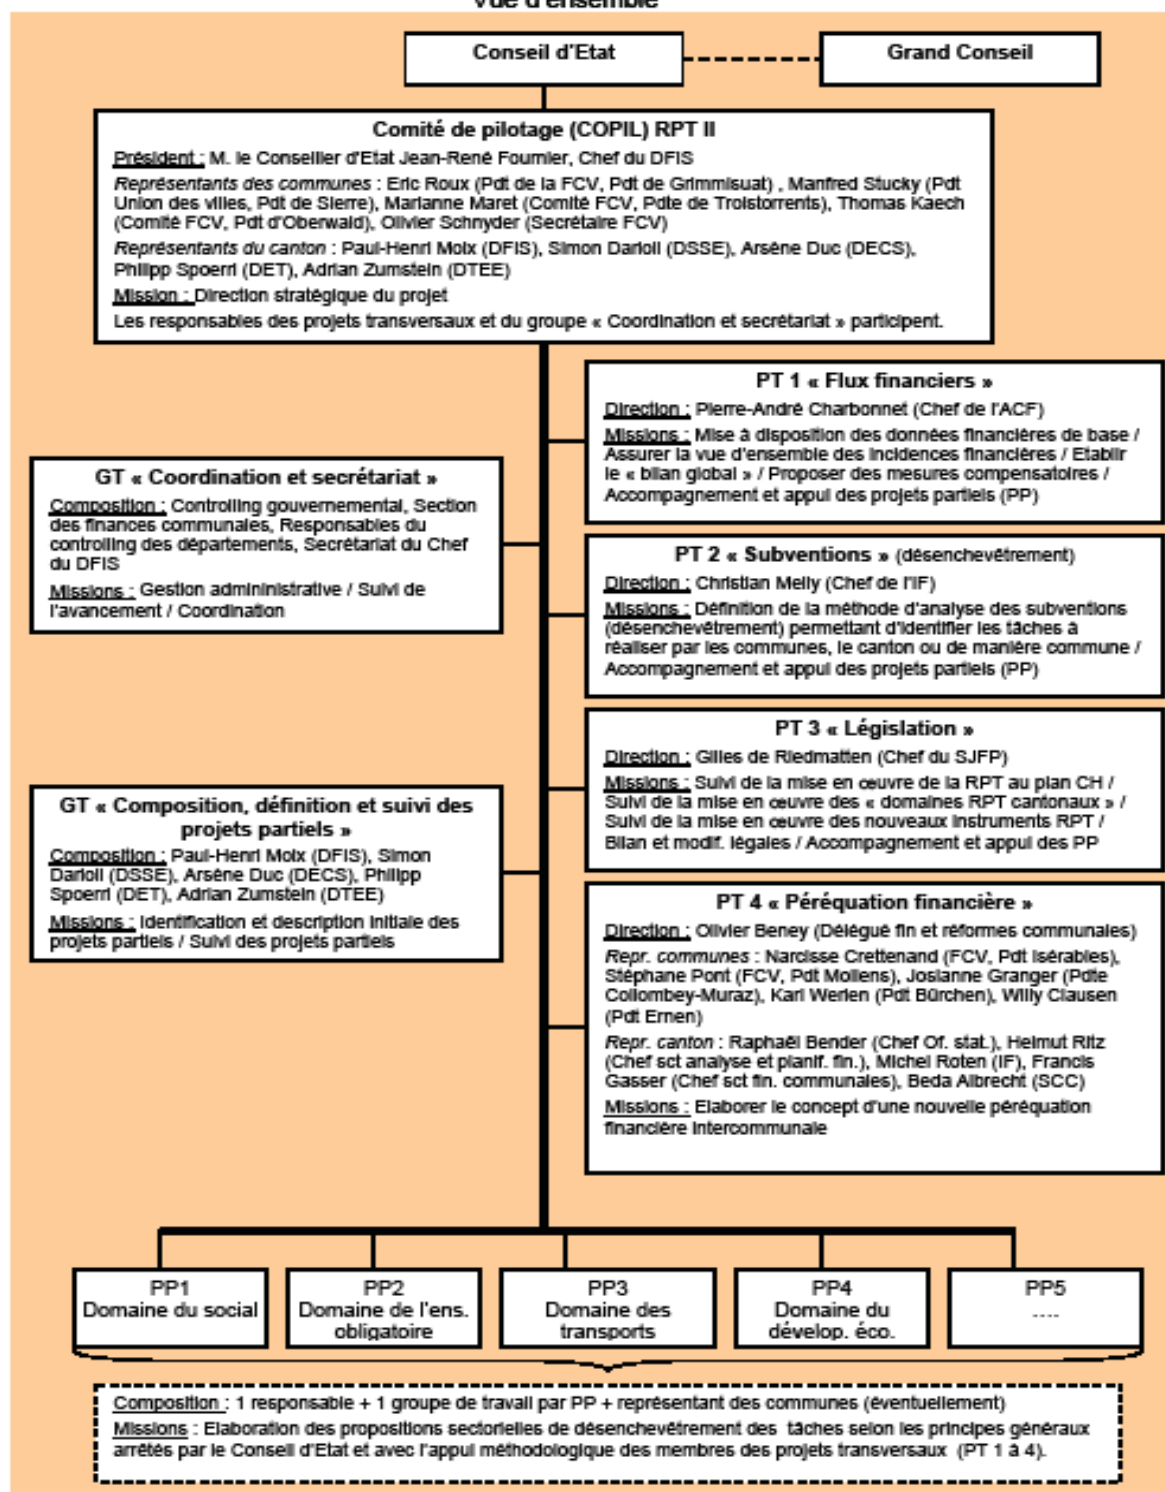 Vue d'ensemble
Conseil d'Etat
Grand Conseil
Comité de pilotage (COPIL) RPT II
Président : M. le Conseiller d'Etat Jean-René Fournier, Chef du DFIS
Représentants des communes : Eric Roux (Pdt de la FCV, Pdt de Grimmisuat) , Manfred Stucky (Pdt
Union des villes, Pdt de Sierre), Marianne Maret (Comité FCV, Pdte de Troistorrents), Thomas Kaech
(Comité FCV, Pdt d'Oberwald), Olivier Schnyder (Secrétaire FCV)
Représentants du canton : Paul-Henri Moix (DFIS), Simon Darioli (DSSE), Arsène Duc (DECS),
Philipp Spoerri (DET), Adrian Zumstein (DTEE)
Mission : Direction stratégique du projet
Les responsables des projets transversaux et du groupe « Coordination et secrétariat » participent.
PT 1 « Flux financiers »
Direction : Pierre-André Charbonnet (Chef de l'ACF)
Missions : Mise à disposition des données financières de base /
Assurer la vue d'ensemble des incidences financières / Etablir
le « bilan global » / Proposer des mesures compensatoires /
Accompagnement et appui des projets partiels (PP)
GT « Coordination et secrétariat »
Composition : Controlling gouvernemental, Section
des finances communales, Responsables du
controlling des départements, Secrétariat du Chef
du DFIS
Missions : Gestion admininistrative / Suivi de
l'avancement / Coordination
PT 2 « Subventions » (désenchevêtrement)
Direction : Christian Melly (Chef de l'IF)
Missions : Définition de la méthode d'analyse des subventions
(désenchevêtrement) permettant d'identifier les tâches à
réaliser par les communes, le canton ou de manière commune /
Accompagnement et appui des projets partiels (PP)
PT 3 « Législation »
Direction : Gilles de Riedmatten (Chef du SJFP)
Missions : Suivi de la mise en œuvre de la RPT au plan CH /
Suivi de la mise en œuvre des « domaines RPT cantonaux » /
Suivi de la mise en œuvre des nouveaux instruments RPT /
Bilan et modif. légales / Accompagnement et appui des PP
GT « Composition, définition et suivi des
projets partiels »
Composition : Paul-Henri Moix (DFIS), Simon
Darioli (DSSE), Arsène Duc (DECS), Philipp
Spoerri (DET), Adrian Zumstein (DTEE)
Missions : Identification et description initiale des
projets partiels / Suivi des projets partiels
PT 4 « Péréquation financière »
Direction : Olivier Beney (Délégué fin et réformes communales)
Repr. communes : Narcisse Crettenand (FCV, Pdt Isérables),
Stéphane Pont (FCV, Pdt Mollens), Josianne Granger (Pdte
Collombey-Muraz), Karl Werlen (Pdt Bürchen), Willy Clausen
(Pdt Ernen)
Repr. canton : Raphaël Bender (Chef Of. stat.), Helmut Ritz
(Chef sct analyse et planif. fin.), Michel Roten (IF), Francis
Gasser (Chef sct fin. communales), Beda Albrecht (SCC)
Missions : Elaborer le concept d'une nouvelle péréquation
financière intercommunale
PP1
Domaine du social
PP2
Domaine de l'ens.
obligatoire
PP3
Domaine des
transports
PP4
Domaine du
dévelop. éco.
PP5
....
Composition : 1 responsable + 1 groupe de travail par PP + représentant des communes (éventuellement)
Missions : Elaboration des propositions sectorielles de désenchevêtrement des tâches selon les principes généraux
arrêtés par le Conseil d'Etat et avec l'appui méthodologique des membres des projets transversaux (PT 1 à 4).